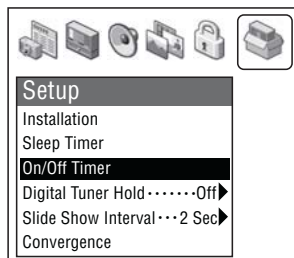 Setup
Installation
Sleep Timer
On/Off Timer
Digital Tuner Hold·······Off
Slide Show Interval···2 Sec
Convergence